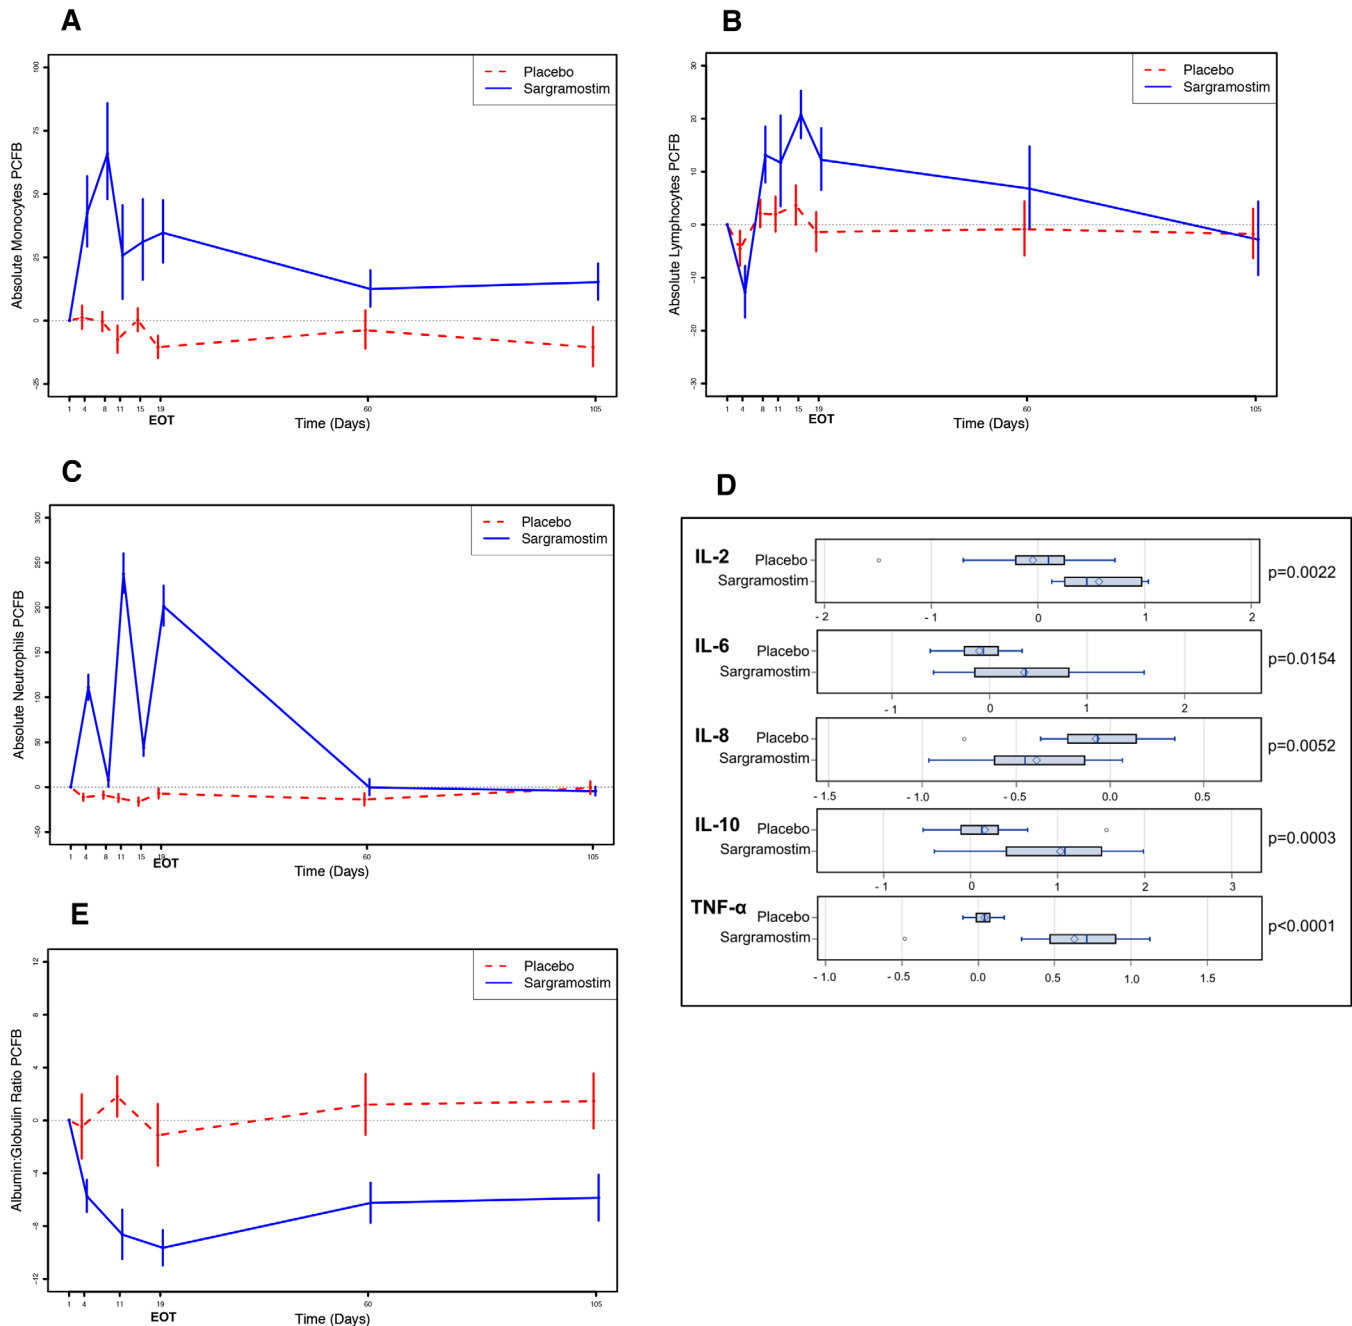 A
Absolute Monocytes PCFB
100
75
50
25
0
−25
Placebo
Sargramostim
1 4 8 11 15 19 60 105
EOT
Time (Days)
B
Absolute Lymphocytes PCFB
30
20
10
0
−10
−20
−30
Placebo
Sargramostim
1 4 8 11 15 19 60 105
EOT
Time (Days)
C
Absolute Neutrophils PCFB
300
250
200
150
100
50
0
−50
Placebo
Sargramostim
1 4 8 11 15 19 60 105
EOT
Time (Days)
D
IL-2
Placebo
Sargramostim
p=0.0022
-2 -1 0 1 2
IL-6
Placebo
Sargramostim
p=0.0154
-1 0 1 2
IL-8
Placebo
Sargramostim
p=0.0052
-1.5 -1.0 -0.5 0.0 0.5
IL-10
Placebo
Sargramostim
p=0.0003
-1 0 1 2 3
TNF-α
Placebo
Sargramostim
p<0.0001
-1.0 -0.5 0.0 0.5 1.0 1.5
E
Albumin:Globulin Ratio PCFB
12
8
4
0
−4
−8
−12
Placebo
Sargramostim
1 4 11 19 60 105
EOT
Time (Days)